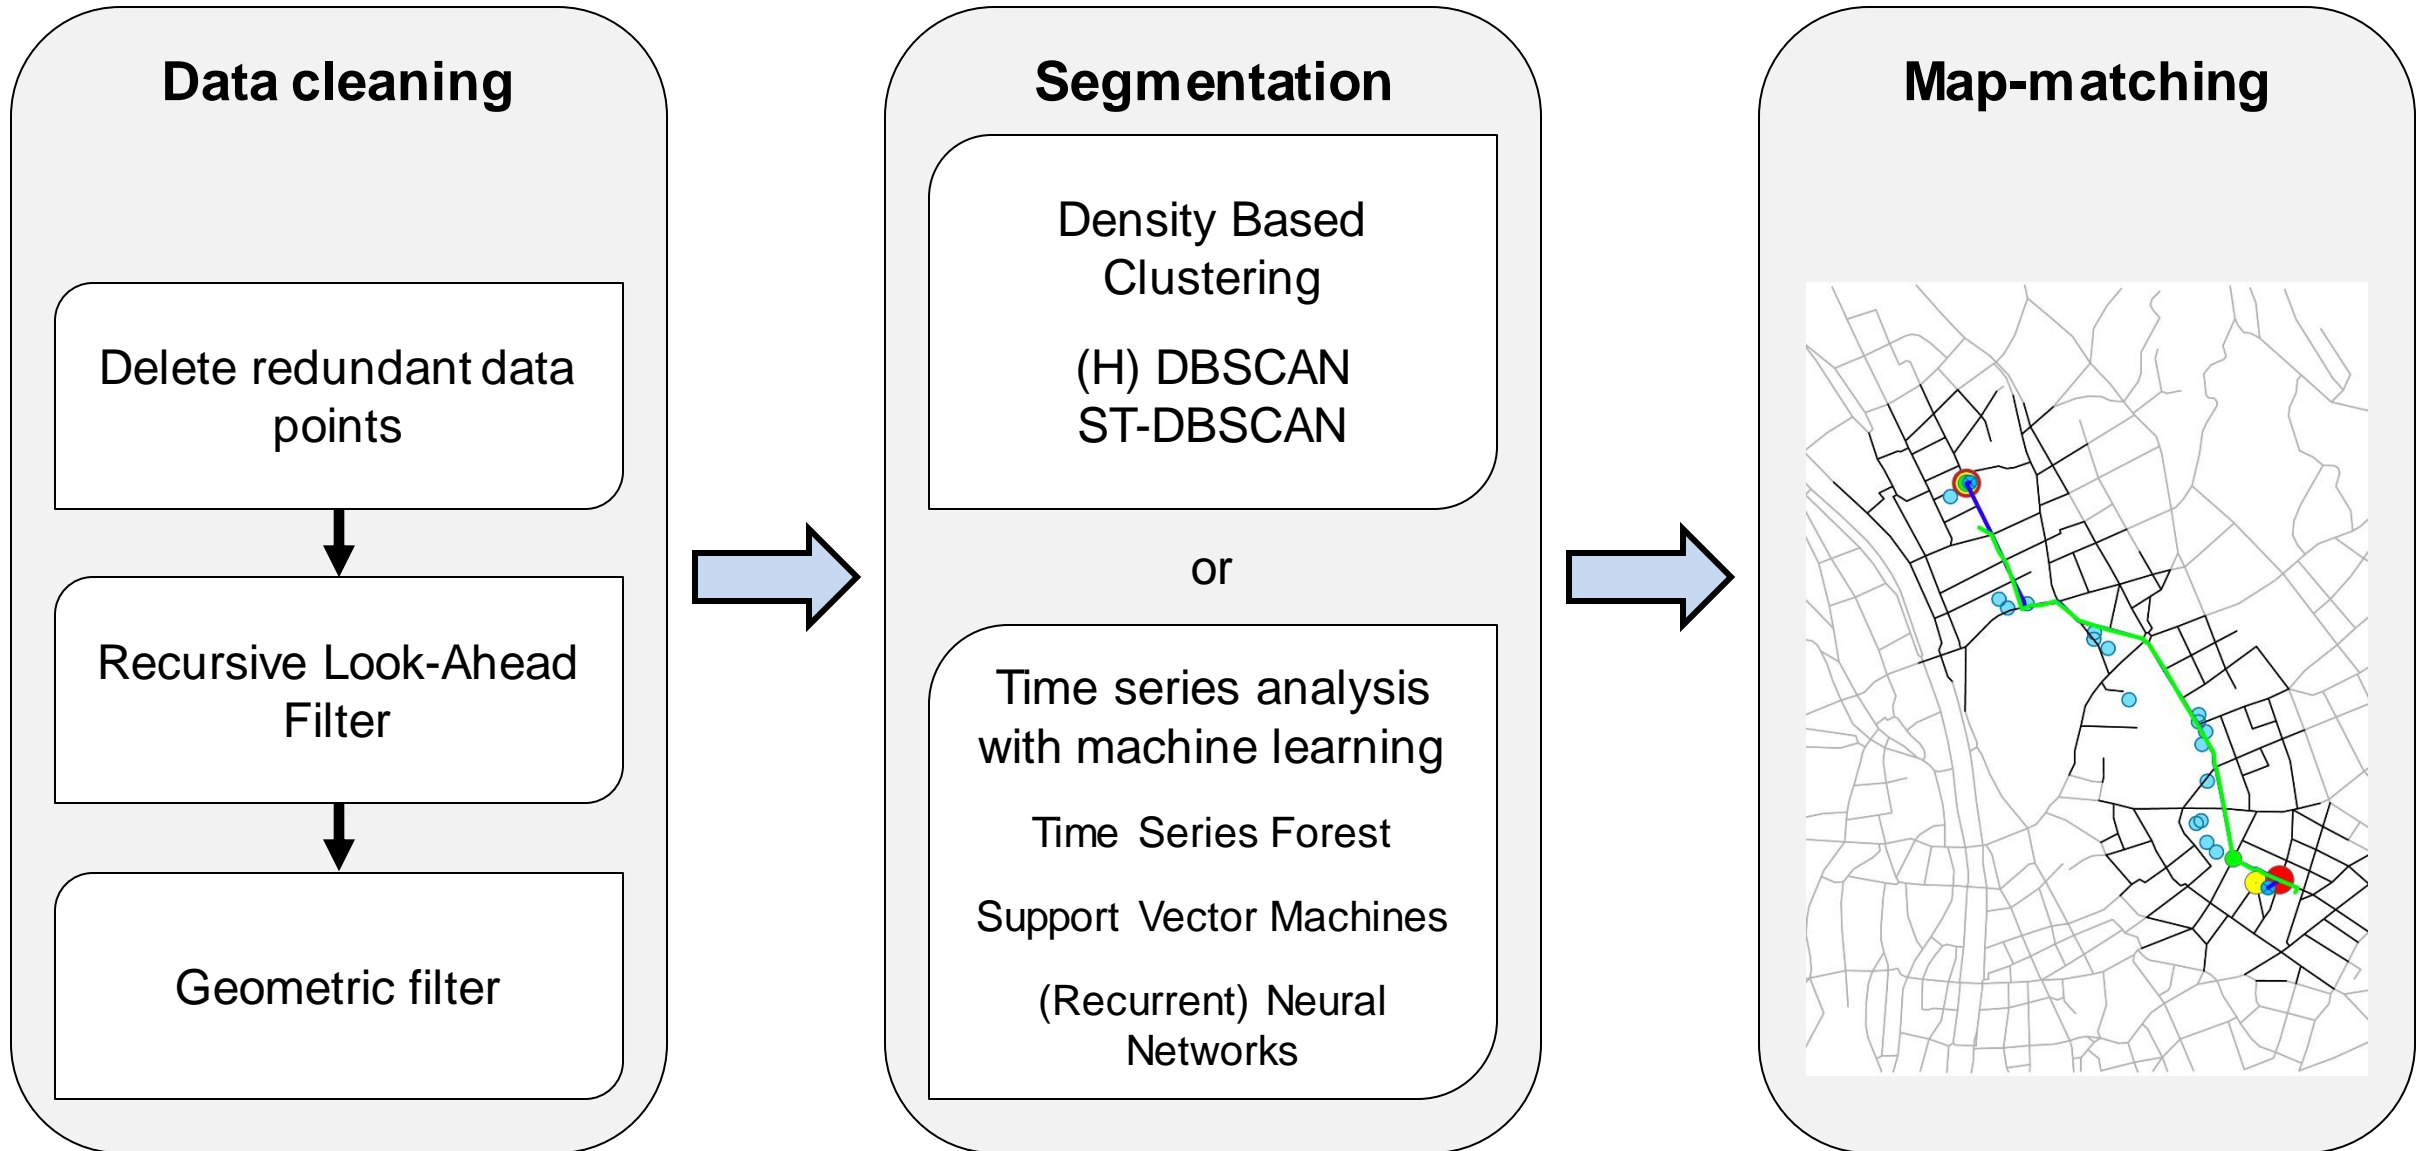 Data cleaning
Delete redundant data
points
Recursive Look-Ahead
Filter
Geometric filter
Segmentation
Density Based
Clustering
(H) DBSCAN
ST-DBSCAN
or
Time series analysis
with machine learning
Time Series Forest
Support Vector Machines
(Recurrent) Neural
Networks
Map-matching